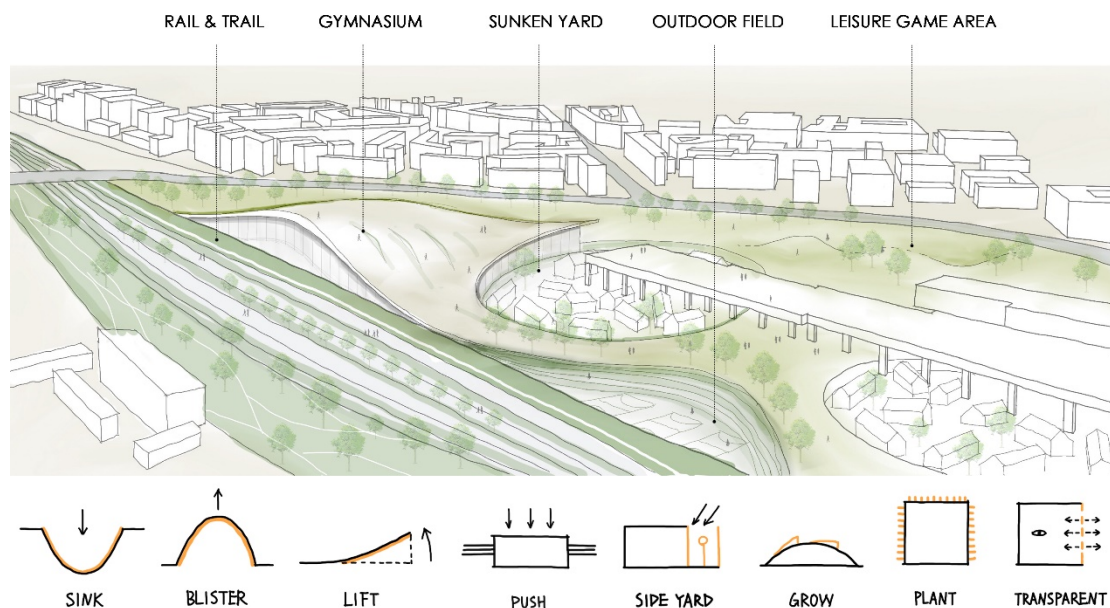 RAIL & TRAIL GYMNASIUM SUNKEN YARD OUTDOOR FIELD LEISURE GAME AREA
SINK BLISTER LIFT PUSH SIDE YARD GROW PLANT TRANSPARENT